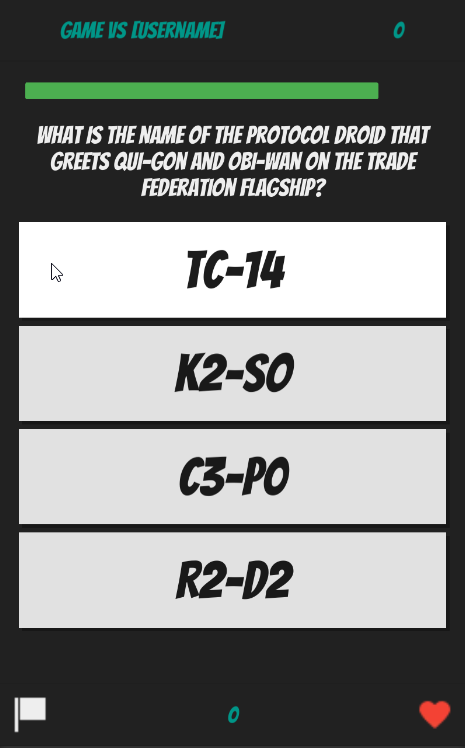 GAME VS [USERNAME] 0
WHAT IS THE NAME OF THE PROTOCOL DROID THAT
GREETS QUI-GON AND OBI-WAN ON THE TRADE
FEDERATION FLAGSHIP?
TC-14
K2-SO
C3-PO
R2-D2
0